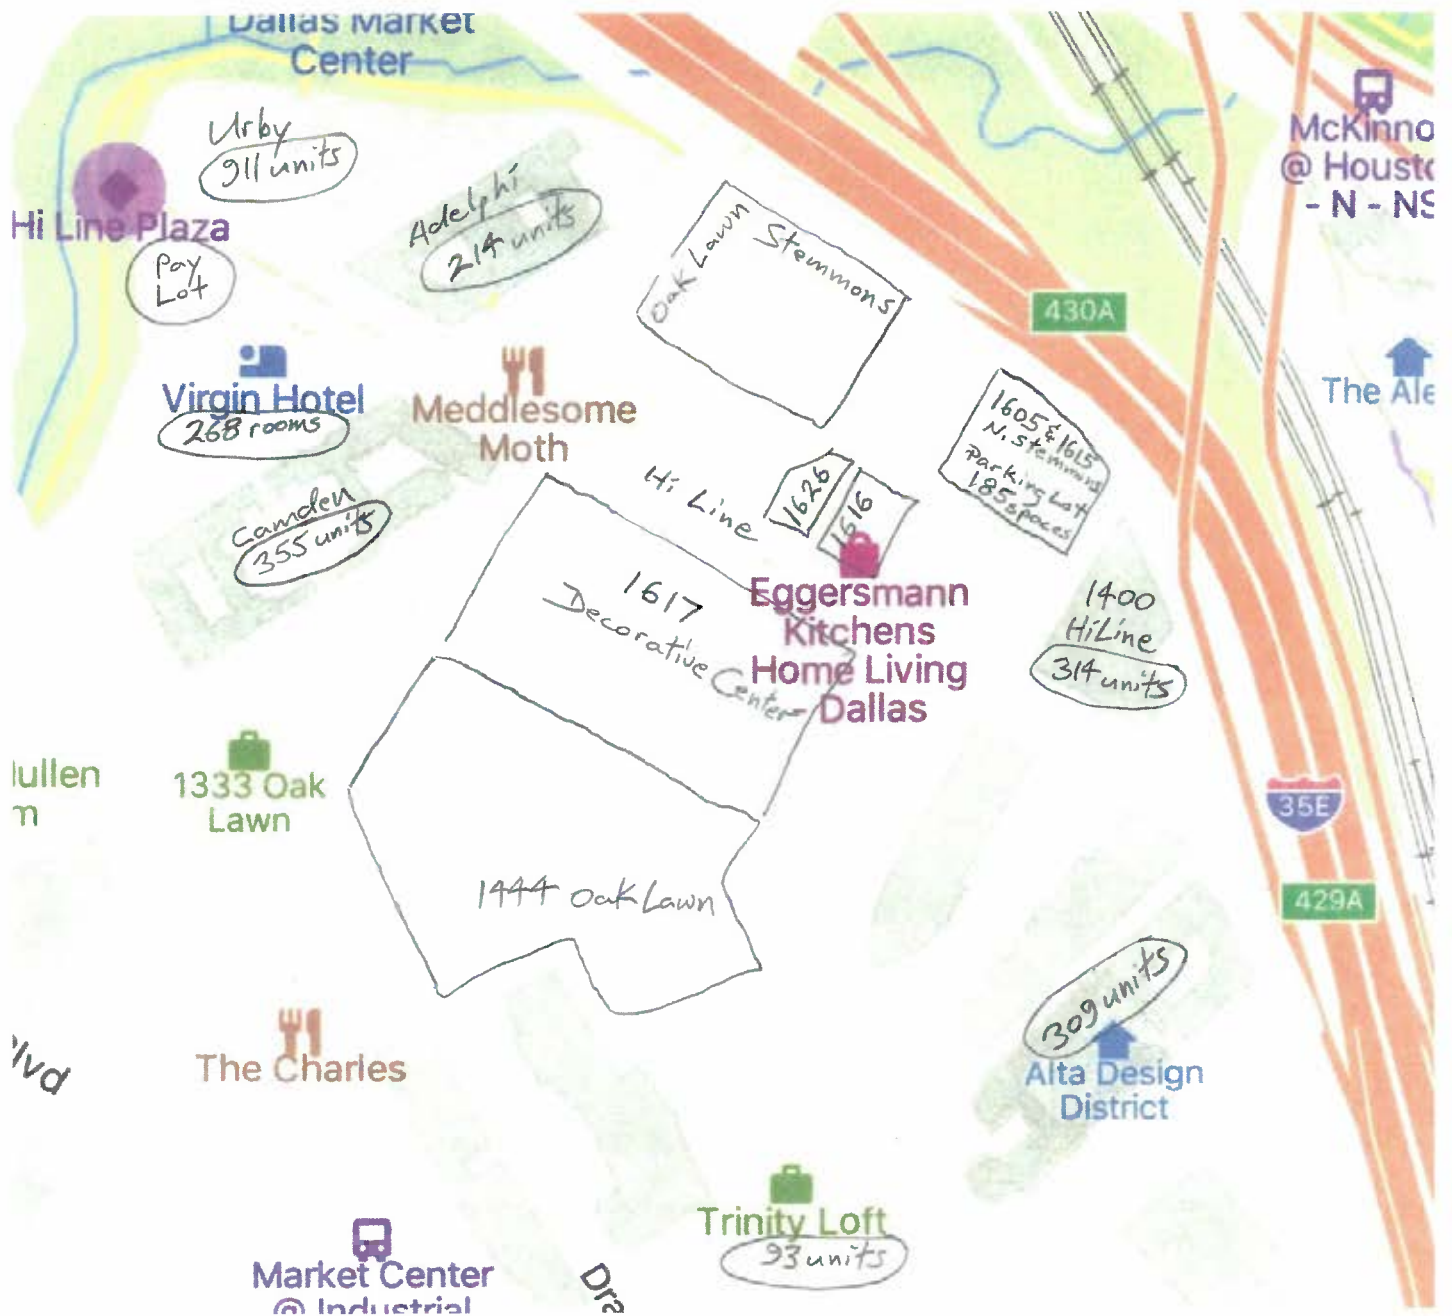 Dallas Market
Center
Urby
911 units
Hi Line Plaza
Pay
Lot
Adelphi
214 units
Oak Lawn
Stemmons
McKinno
@ Housto
- N - NS
430A
Virgin Hotel
268 rooms
Meddlesome
Moth
The Ale
Camden
355 units
Hi Line
1626
1616
1605 & 1615
N. Stemmons
Parking Lot
185 spaces
1617
Decorative Center
Eggersmann
Kitchens
Home Living
Dallas
1400
HiLine
314 units
lullen
n
1333 Oak
Lawn
35E
1444 Oak Lawn
429A
309 units
Alta Design
District
The Charles
lvd
Trinity Loft
93 units
Market Center
@ Industrial
Dra